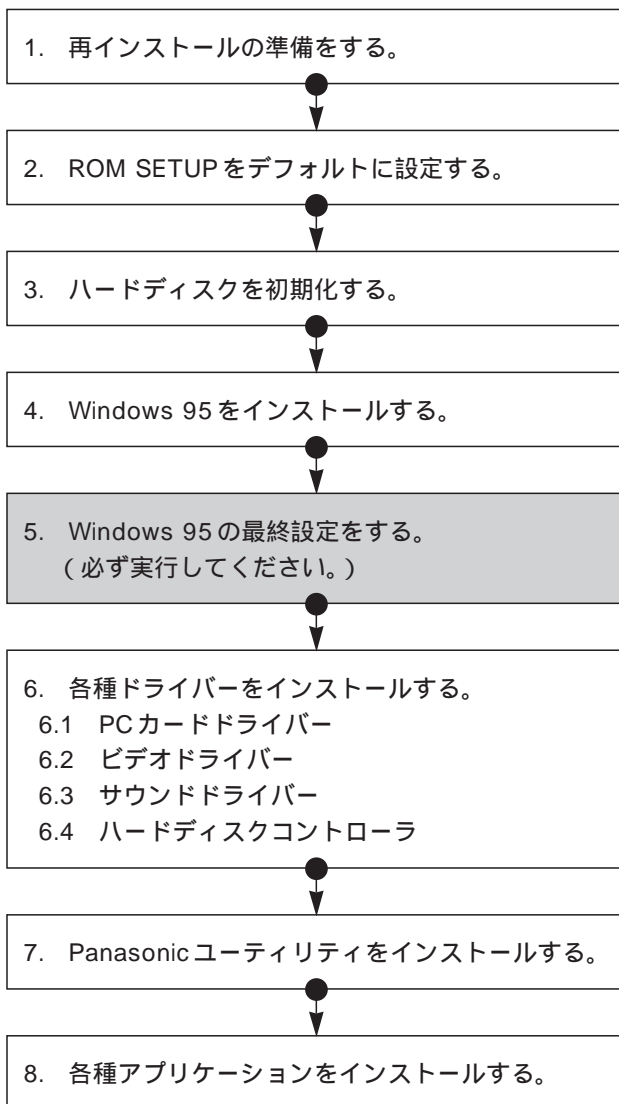 1. 再インストールの準備をする。
2. ROM SETUPをデフォルトに設定する。
3. ハードディスクを初期化する。
4. Windows 95をインストールする。
5. Windows 95の最終設定をする。
(必ず実行してください。)
6. 各種ドライバーをインストールする。
6.1 PCカードドライバー
6.2 ビデオドライバー
6.3 サウンドドライバー
6.4 ハードディスクコントローラ
7. Panasonicユーティリティをインストールする。
8. 各種アプリケーションをインストールする。